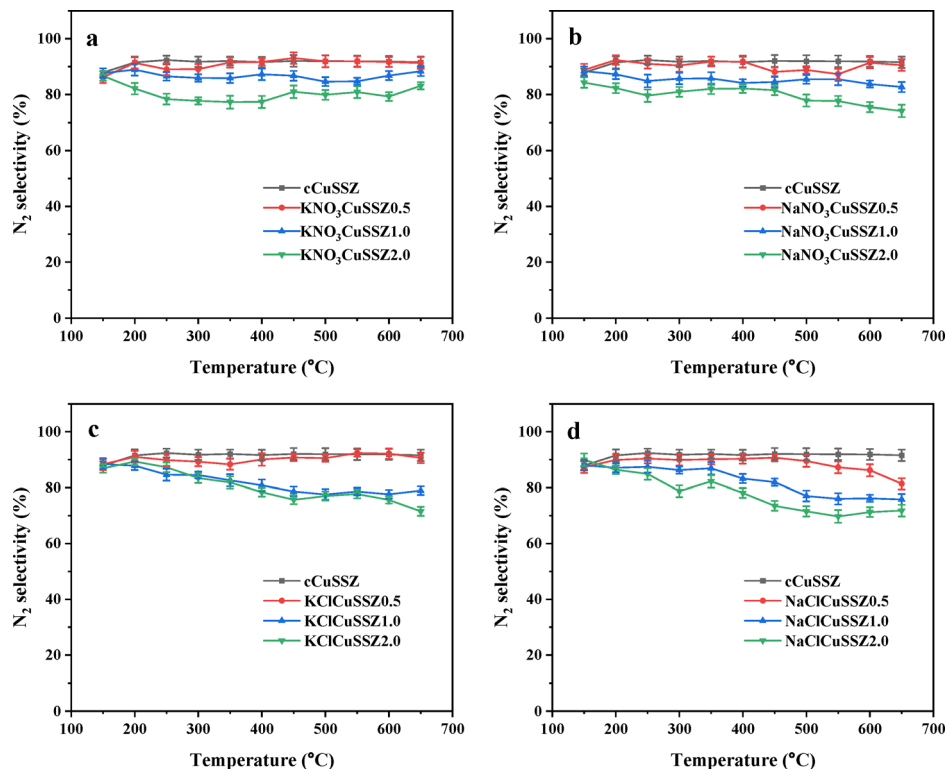 a
N₂ selectivity (%)
100
80
60
40
20
0
cCuSSZ
KNO₃CuSSZ0.5
KNO₃CuSSZ1.0
KNO₃CuSSZ2.0
100 200 300 400 500 600 700
Temperature (°C)
b
N₂ selectivity (%)
100
80
60
40
20
0
cCuSSZ
NaNO₃CuSSZ0.5
NaNO₃CuSSZ1.0
NaNO₃CuSSZ2.0
100 200 300 400 500 600 700
Temperature (°C)
c
N₂ selectivity (%)
100
80
60
40
20
0
cCuSSZ
KClCuSSZ0.5
KClCuSSZ1.0
KClCuSSZ2.0
100 200 300 400 500 600 700
Temperature (°C)
d
N₂ selectivity (%)
100
80
60
40
20
0
cCuSSZ
NaClCuSSZ0.5
NaClCuSSZ1.0
NaClCuSSZ2.0
100 200 300 400 500 600 700
Temperature (°C)